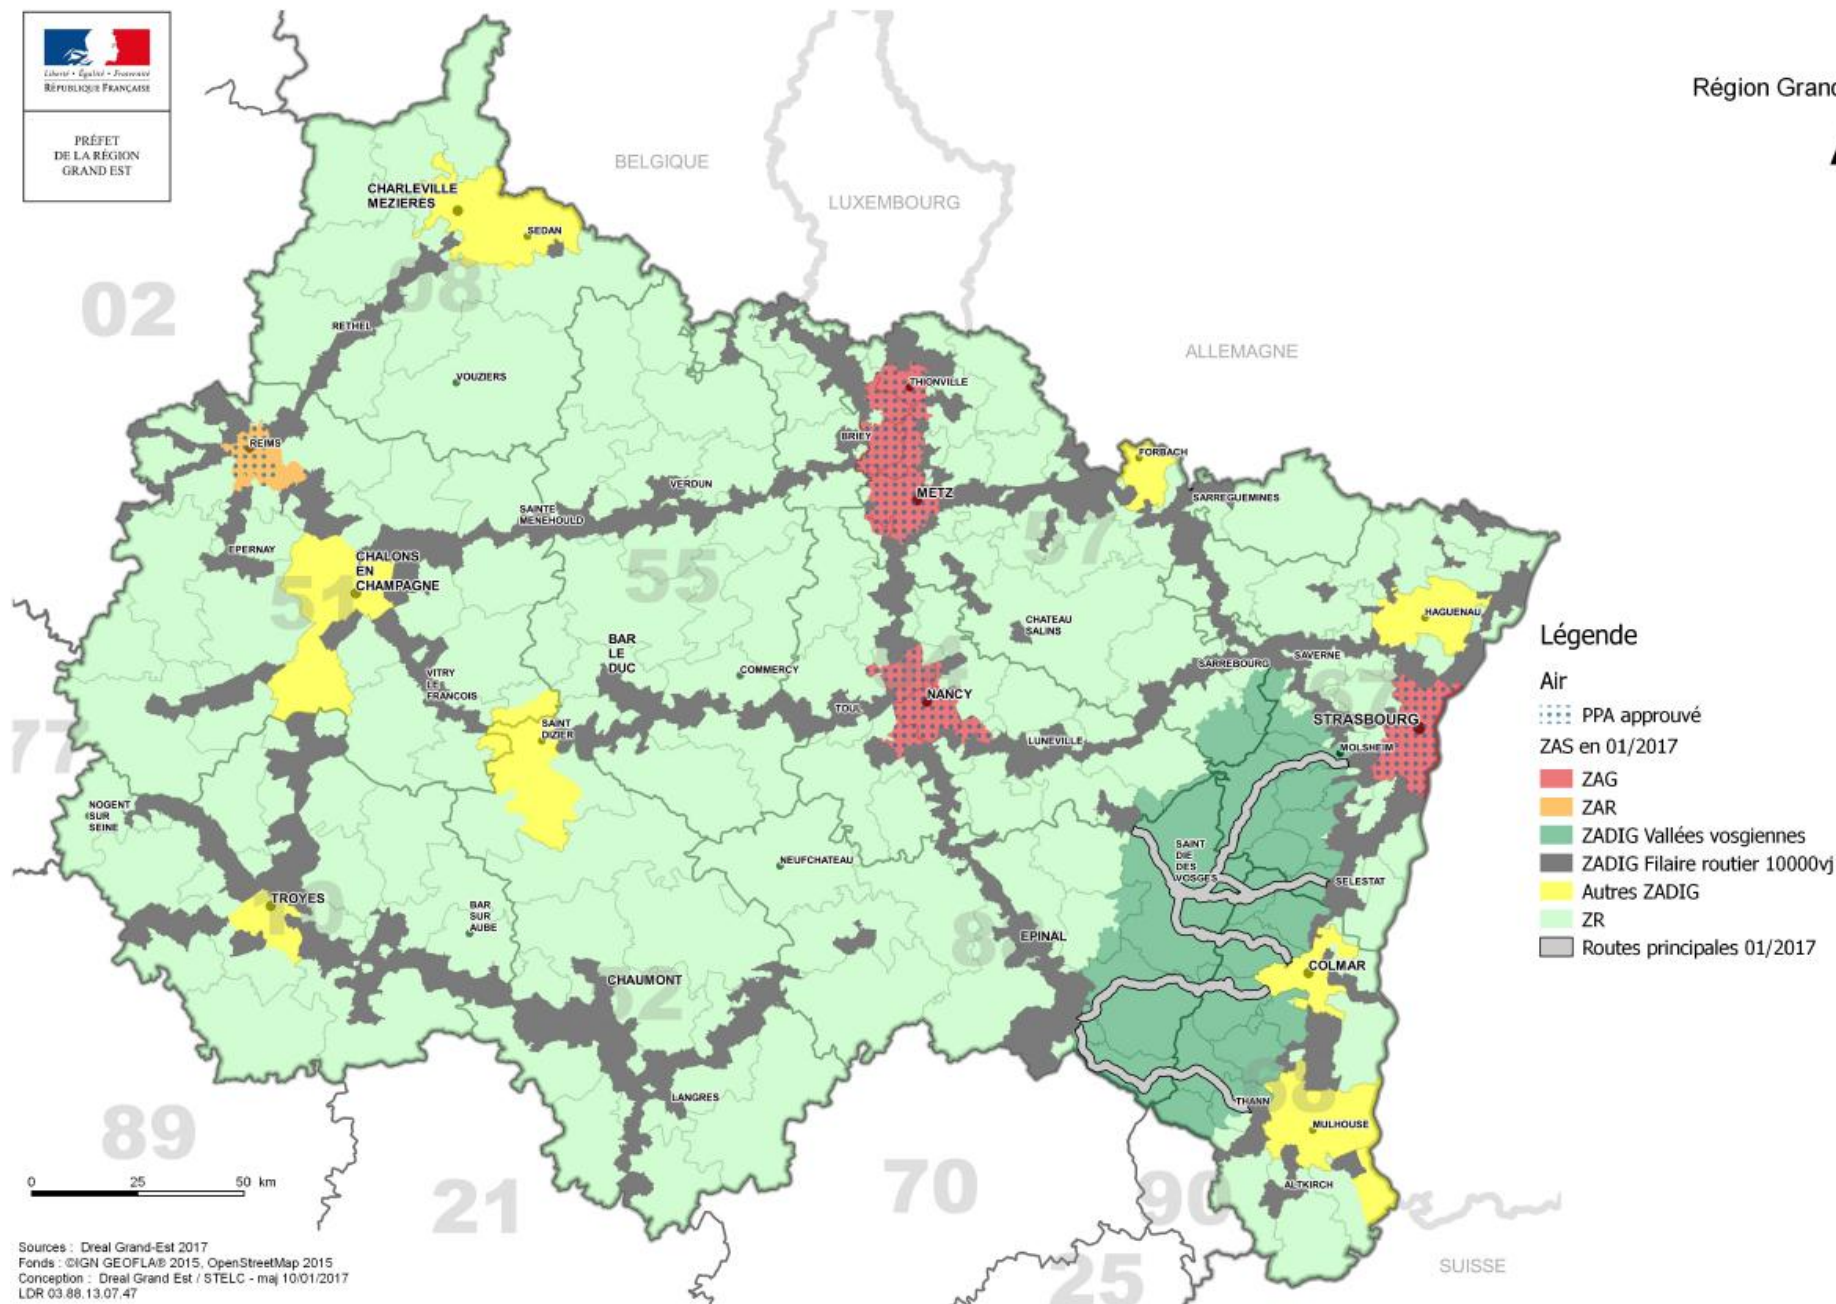 Liberté • Égalité • Fraternité
RÉPUBLIQUE FRANÇAISE
PRÉFET
DE LA RÉGION
GRAND EST
Région Grand
BELGIQUE
LUXEMBOURG
ALLEMAGNE
SUISSE
02
08
51
55
57
54
67
77
10
52
88
68
89
21
70
90
25
CHARLEVILLE
MEZIERES
SEDAN
RETHEL
VOUZIERS
THIONVILLE
BRIEY
REIMS
METZ
FORBACH
SARREGUEMINES
VERDUN
SAINTE
MENEHOULD
EPERNAY
CHALONS
EN
CHAMPAGNE
HAGUENAU
CHATEAU
SALINS
BAR
LE
DUC
COMMERCY
SARREBOURG
SAVERNE
VITRY
LE
FRANCOIS
NANCY
TOUL
SAINT
DIZIER
STRASBOURG
LUNEVILLE
MOLSHEIM
NOGENT
SUR
SEINE
SAINT
DIE
DES
VOSGES
NEUFCHATEAU
SELESTAT
TROYES
BAR
SUR
AUBE
EPINAL
COLMAR
CHAUMONT
LANGRES
THANN
MULHOUSE
ALTKIRCH
Légende
Air
PPA approuvé
ZAS en 01/2017
ZAG
ZAR
ZADIG Vallées vosgiennes
ZADIG Filaire routier 10000vj
Autres ZADIG
ZR
Routes principales 01/2017
0 25 50 km
Sources : Dreal Grand-Est 2017
Fonds : ©IGN GEOFLA® 2015, OpenStreetMap 2015
Conception : Dreal Grand Est / STELC - maj 10/01/2017
LDR 03.88.13.07.47